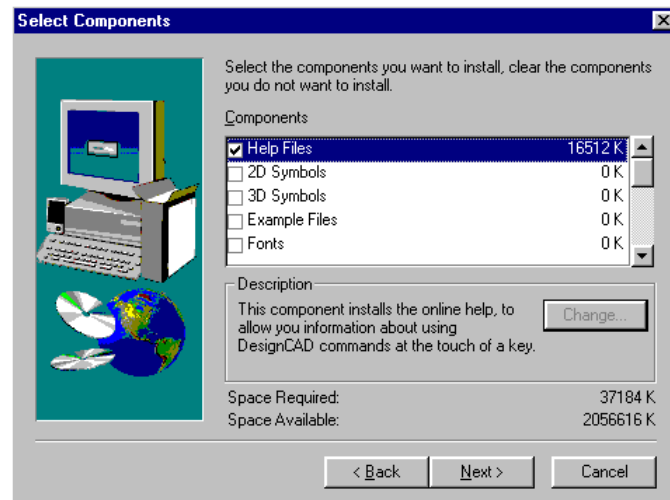 Select Components
Select the components you want to install, clear the components
you do not want to install.
Components
Help Files 16512 K
2D Symbols 0 K
3D Symbols 0 K
Example Files 0 K
Fonts 0 K
Description
This component installs the online help, to
allow you information about using
DesignCAD commands at the touch of a key.
Change...
Space Required: 37184 K
Space Available: 2056616 K
< Back Next > Cancel